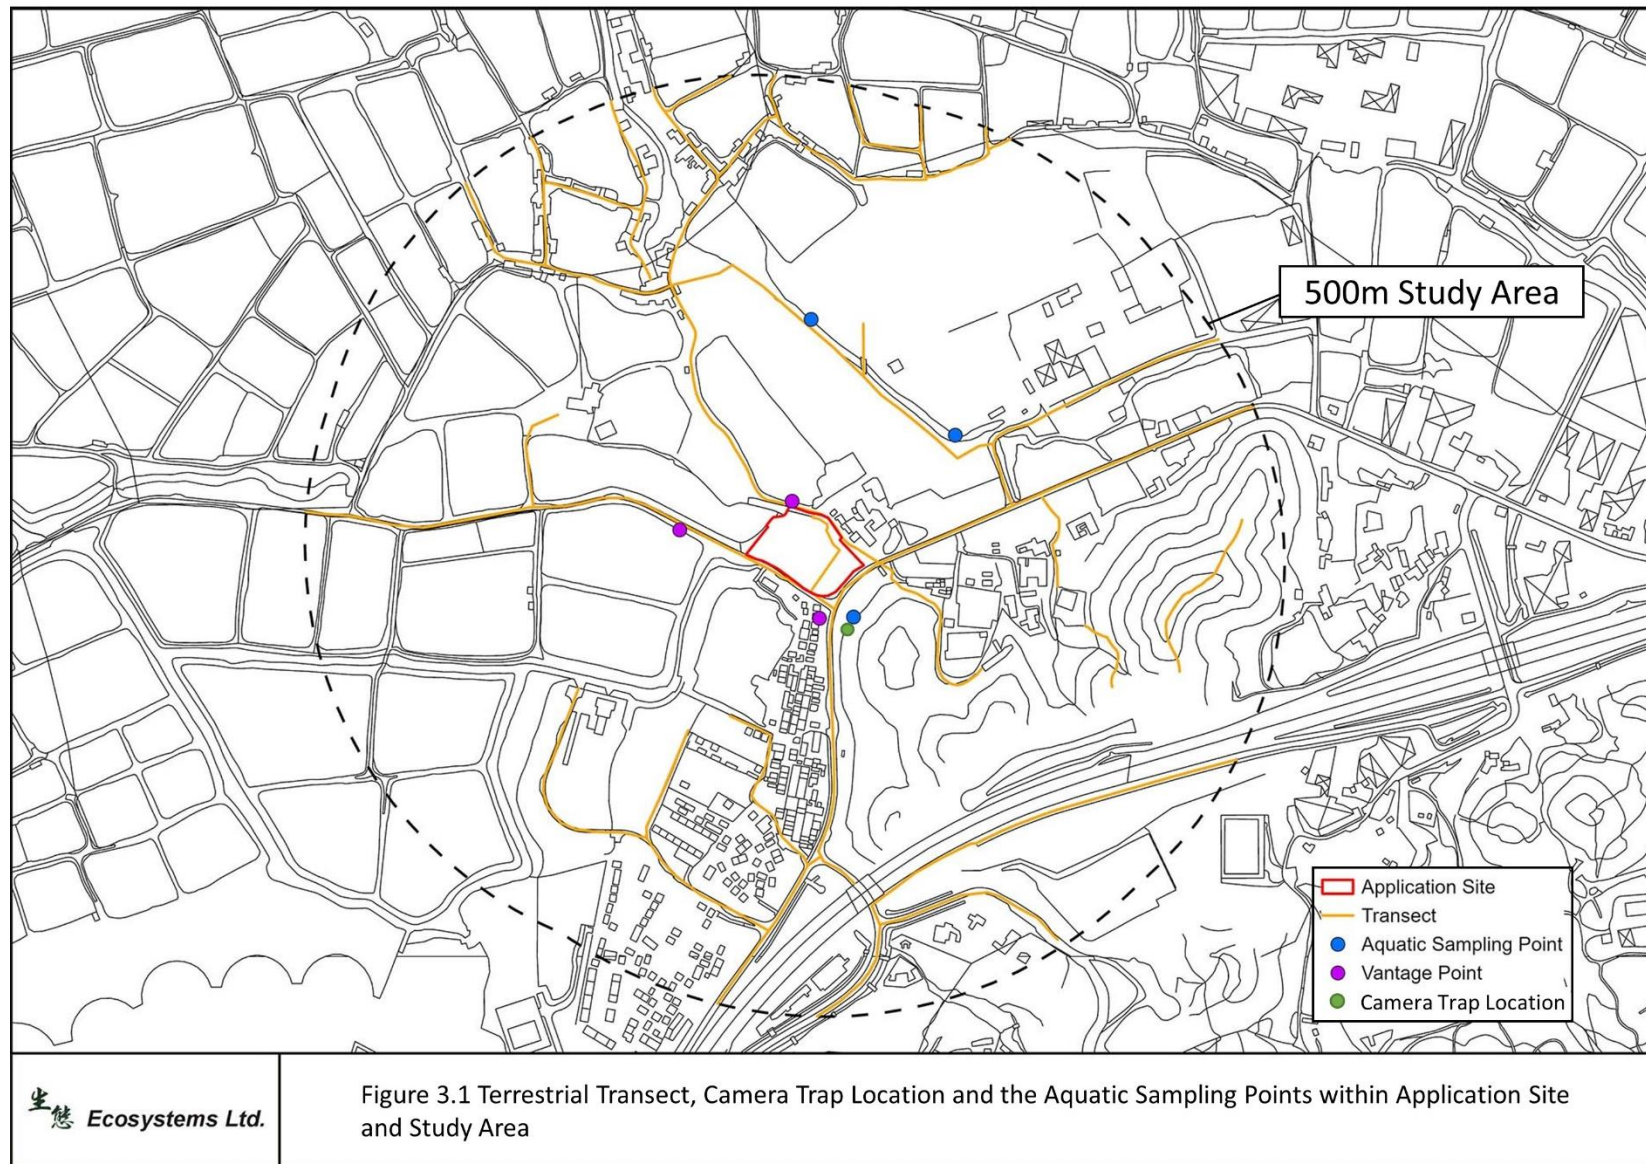 500m Study Area
Application Site
Transect
Aquatic Sampling Point
Vantage Point
Camera Trap Location
生態 Ecosystems Ltd.
Figure 3.1 Terrestrial Transect, Camera Trap Location and the Aquatic Sampling Points within Application Site
and Study Area